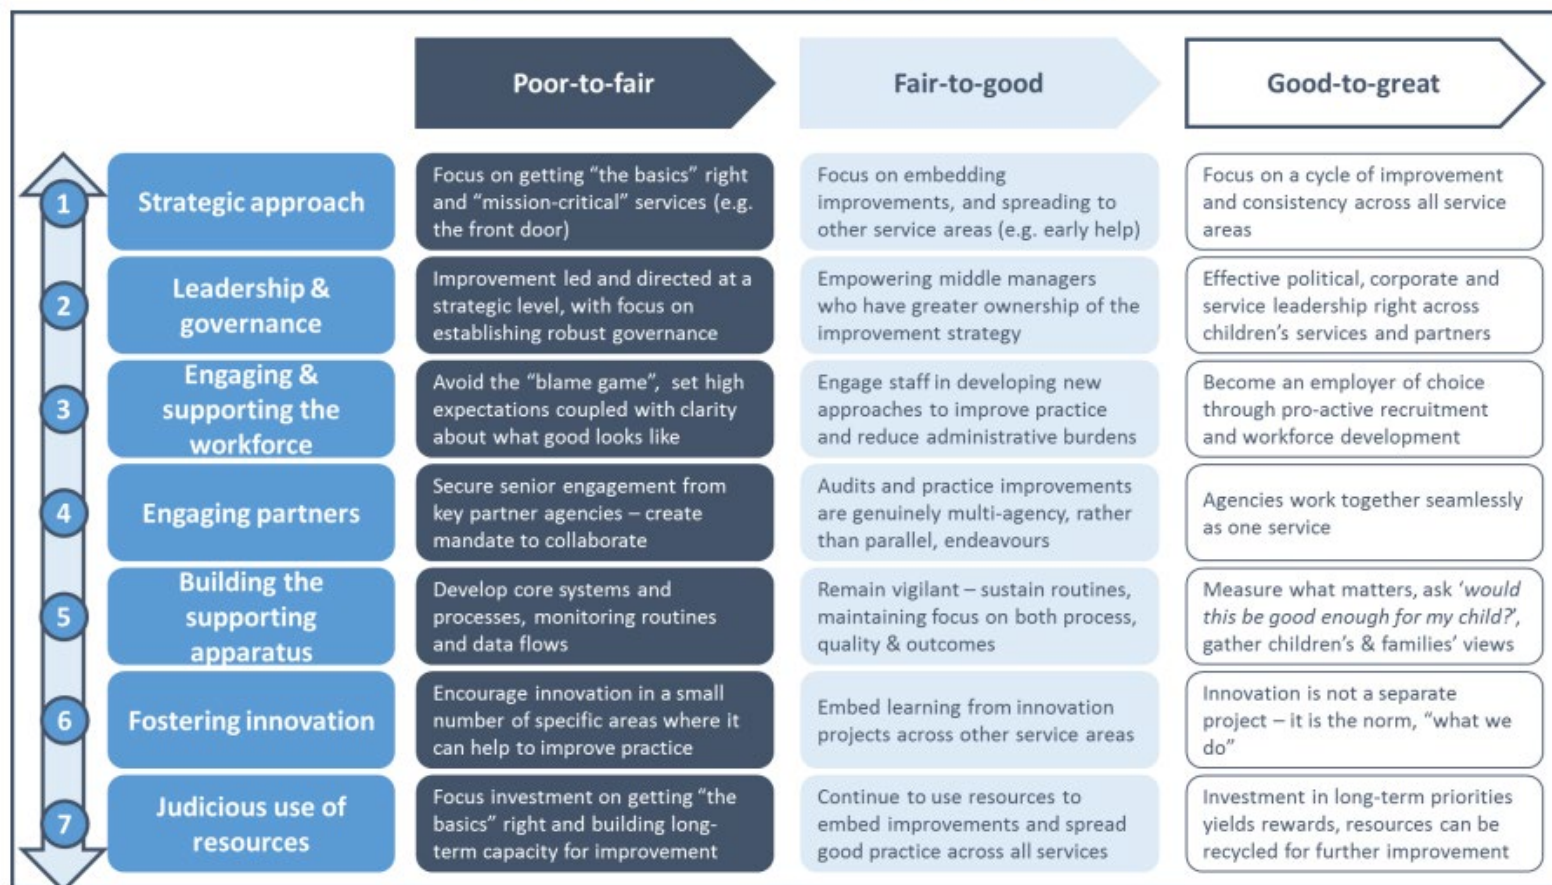 Poor-to-fair
Fair-to-good
Good-to-great
1
Strategic approach
Focus on getting “the basics” right
and “mission-critical” services (e.g.
the front door)
Focus on embedding
improvements, and spreading to
other service areas (e.g. early help)
Focus on a cycle of improvement
and consistency across all service
areas
2
Leadership &
governance
Improvement led and directed at a
strategic level, with focus on
establishing robust governance
Empowering middle managers
who have greater ownership of the
improvement strategy
Effective political, corporate and
service leadership right across
children’s services and partners
3
Engaging &
supporting the
workforce
Avoid the “blame game”, set high
expectations coupled with clarity
about what good looks like
Engage staff in developing new
approaches to improve practice
and reduce administrative burdens
Become an employer of choice
through pro-active recruitment
and workforce development
4
Engaging partners
Secure senior engagement from
key partner agencies – create
mandate to collaborate
Audits and practice improvements
are genuinely multi-agency, rather
than parallel, endeavours
Agencies work together seamlessly
as one service
5
Building the
supporting
apparatus
Develop core systems and
processes, monitoring routines
and data flows
Remain vigilant – sustain routines,
maintaining focus on both process,
quality & outcomes
Measure what matters, ask ‘would
this be good enough for my child?’,
gather children’s & families’ views
6
Fostering innovation
Encourage innovation in a small
number of specific areas where it
can help to improve practice
Embed learning from innovation
projects across other service areas
Innovation is not a separate
project – it is the norm, “what we
do”
7
Judicious use of
resources
Focus investment on getting “the
basics” right and building long-
term capacity for improvement
Continue to use resources to
embed improvements and spread
good practice across all services
Investment in long-term priorities
yields rewards, resources can be
recycled for further improvement